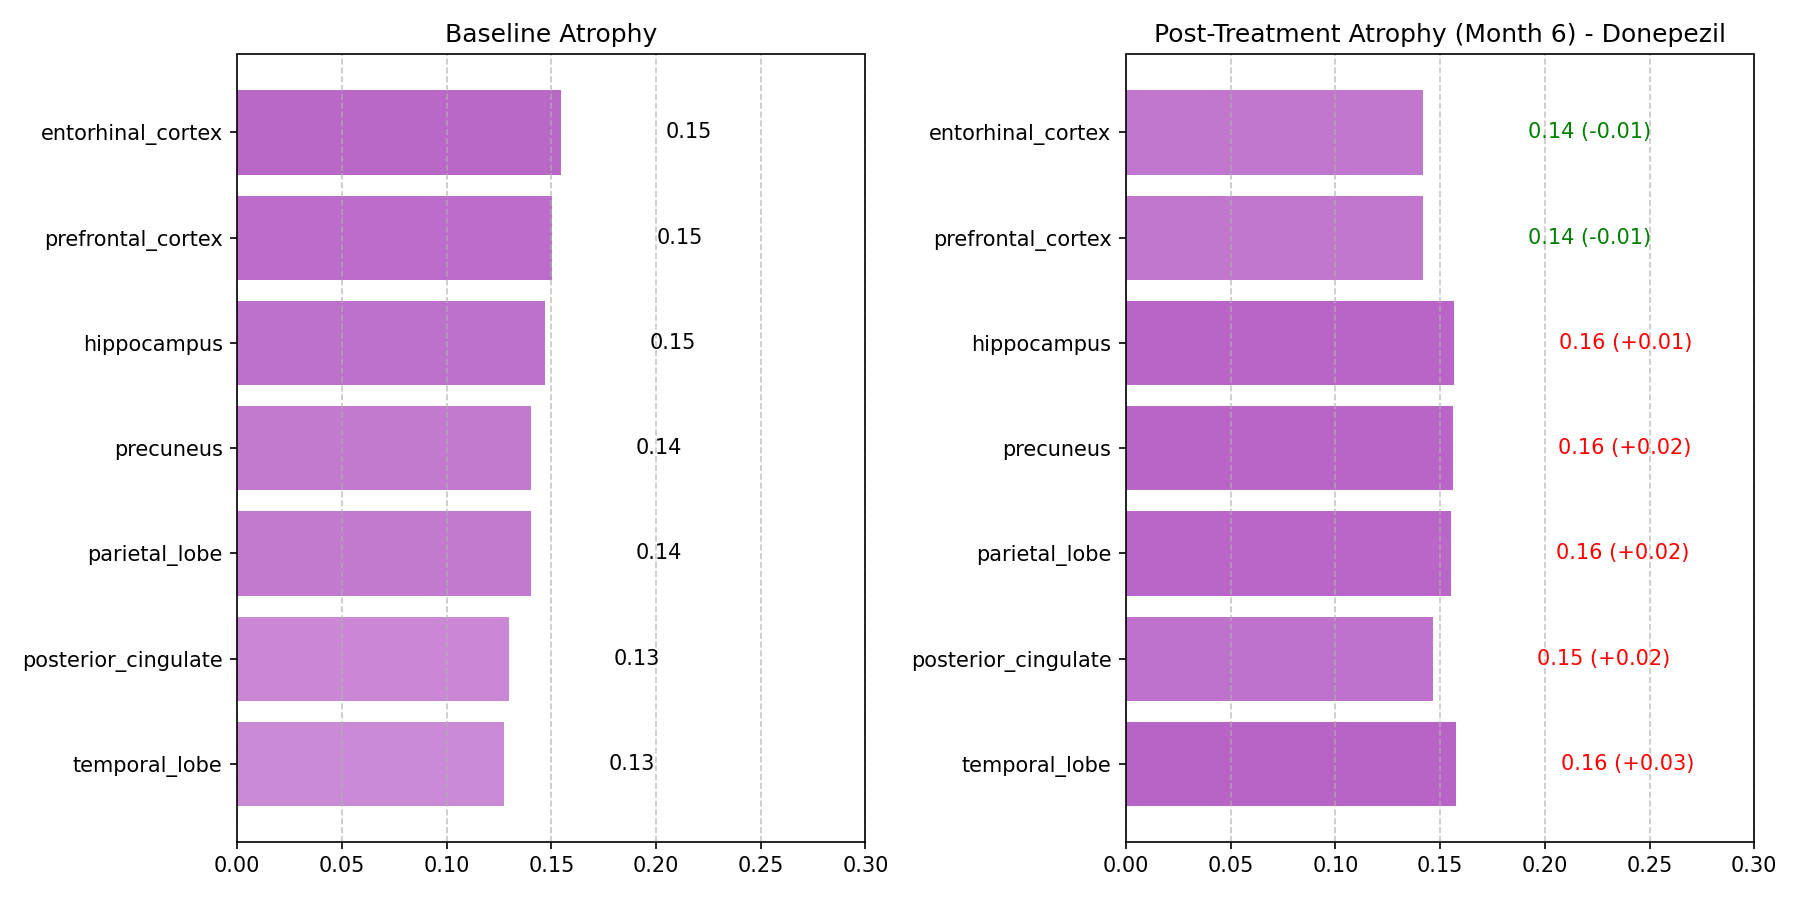 Baseline Atrophy
entorhinal_cortex 0.15
prefrontal_cortex 0.15
hippocampus 0.15
precuneus 0.14
parietal_lobe 0.14
posterior_cingulate 0.13
temporal_lobe 0.13
0.00 0.05 0.10 0.15 0.20 0.25 0.30
Post-Treatment Atrophy (Month 6) - Donepezil
entorhinal_cortex 0.14 (-0.01)
prefrontal_cortex 0.14 (-0.01)
hippocampus 0.16 (+0.01)
precuneus 0.16 (+0.02)
parietal_lobe 0.16 (+0.02)
posterior_cingulate 0.15 (+0.02)
temporal_lobe 0.16 (+0.03)
0.00 0.05 0.10 0.15 0.20 0.25 0.30